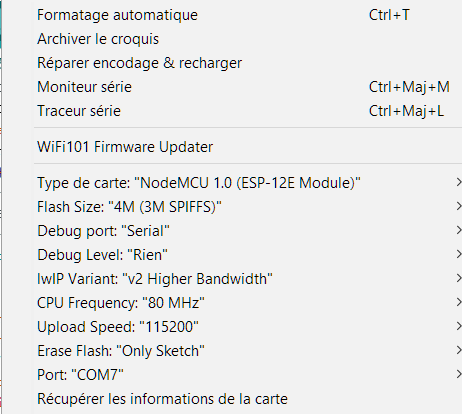 Formatage automatique Ctrl+T
Archiver le croquis
Réparer encodage & recharger
Moniteur série Ctrl+Maj+M
Traceur série Ctrl+Maj+L
WiFi101 Firmware Updater
Type de carte: "NodeMCU 1.0 (ESP-12E Module)"
Flash Size: "4M (3M SPIFFS)"
Debug port: "Serial"
Debug Level: "Rien"
lwIP Variant: "v2 Higher Bandwidth"
CPU Frequency: "80 MHz"
Upload Speed: "115200"
Erase Flash: "Only Sketch"
Port: "COM7"
Récupérer les informations de la carte